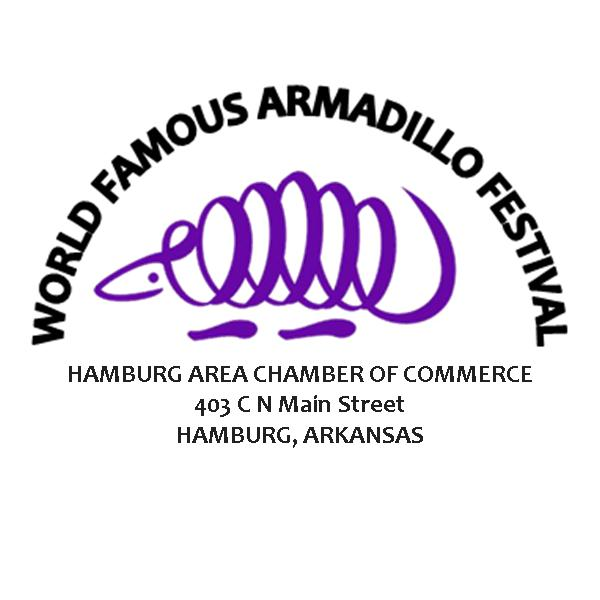 WORLD FAMOUS ARMADILLO FESTIVAL
HAMBURG AREA CHAMBER OF COMMERCE
403 C N Main Street
HAMBURG, ARKANSAS